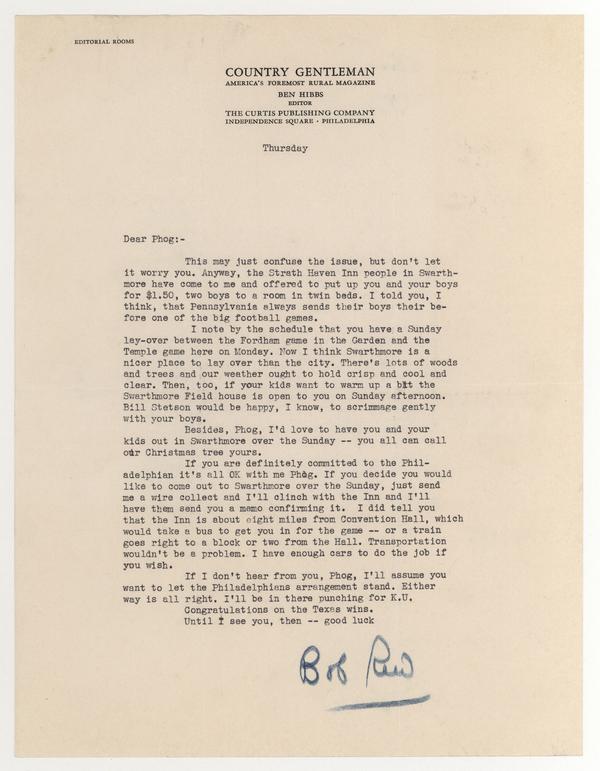 EDITORIAL ROOMS
COUNTRY GENTLEMAN
AMERICA'S FOREMOST RURAL MAGAZINE
BEN HIBBS
EDITOR
THE CURTIS PUBLISHING COMPANY
INDEPENDENCE SQUARE · PHILADELPHIA
Thursday
Dear Phog:-
This may just confuse the issue, but don't let
it worry you. Anyway, the Strath Haven Inn people in Swarth-
more have come to me and offered to put up you and your boys
for $1.50, two boys to a room in twin beds. I told you, I
think, that Pennsylvania always sends their boys their be-
fore one of the big football games.
I note by the schedule that you have a Sunday
lay-over between the Fordham game in the Garden and the
Temple game here on Monday. Now I think Swarthmore is a
nicer place to lay over than the city. There's lots of woods
and trees and our weather ought to hold crisp and cool and
clear. Then, too, if your kids want to warm up a bit the
Swarthmore Field house is open to you on Sunday afternoon.
Bill Stetson would be happy, I know, to scrimmage gently
with your boys.
Besides, Phog, I'd love to have you and your
kids out in Swarthmore over the Sunday -- you all can call
our Christmas tree yours.
If you are definitely committed to the Phil-
adelphian it's all OK with me Phog. If you decide you would
like to come out to Swarthmore over the Sunday, just send
me a wire collect and I'll clinch with the Inn and I'll
have them send you a memo confirming it. I did tell you
that the Inn is about eight miles from Convention Hall, which
would take a bus to get you in for the game -- or a train
goes right to a block or two from the Hall. Transportation
wouldn't be a problem. I have enough cars to do the job if
you wish.
If I don't hear from you, Phog, I'll assume you
want to let the Philadelphians arrangement stand. Either
way is all right. I'll be in there punching for K.U.
Congratulations on the Texas wins.
Until I see you, then -- good luck
Bob